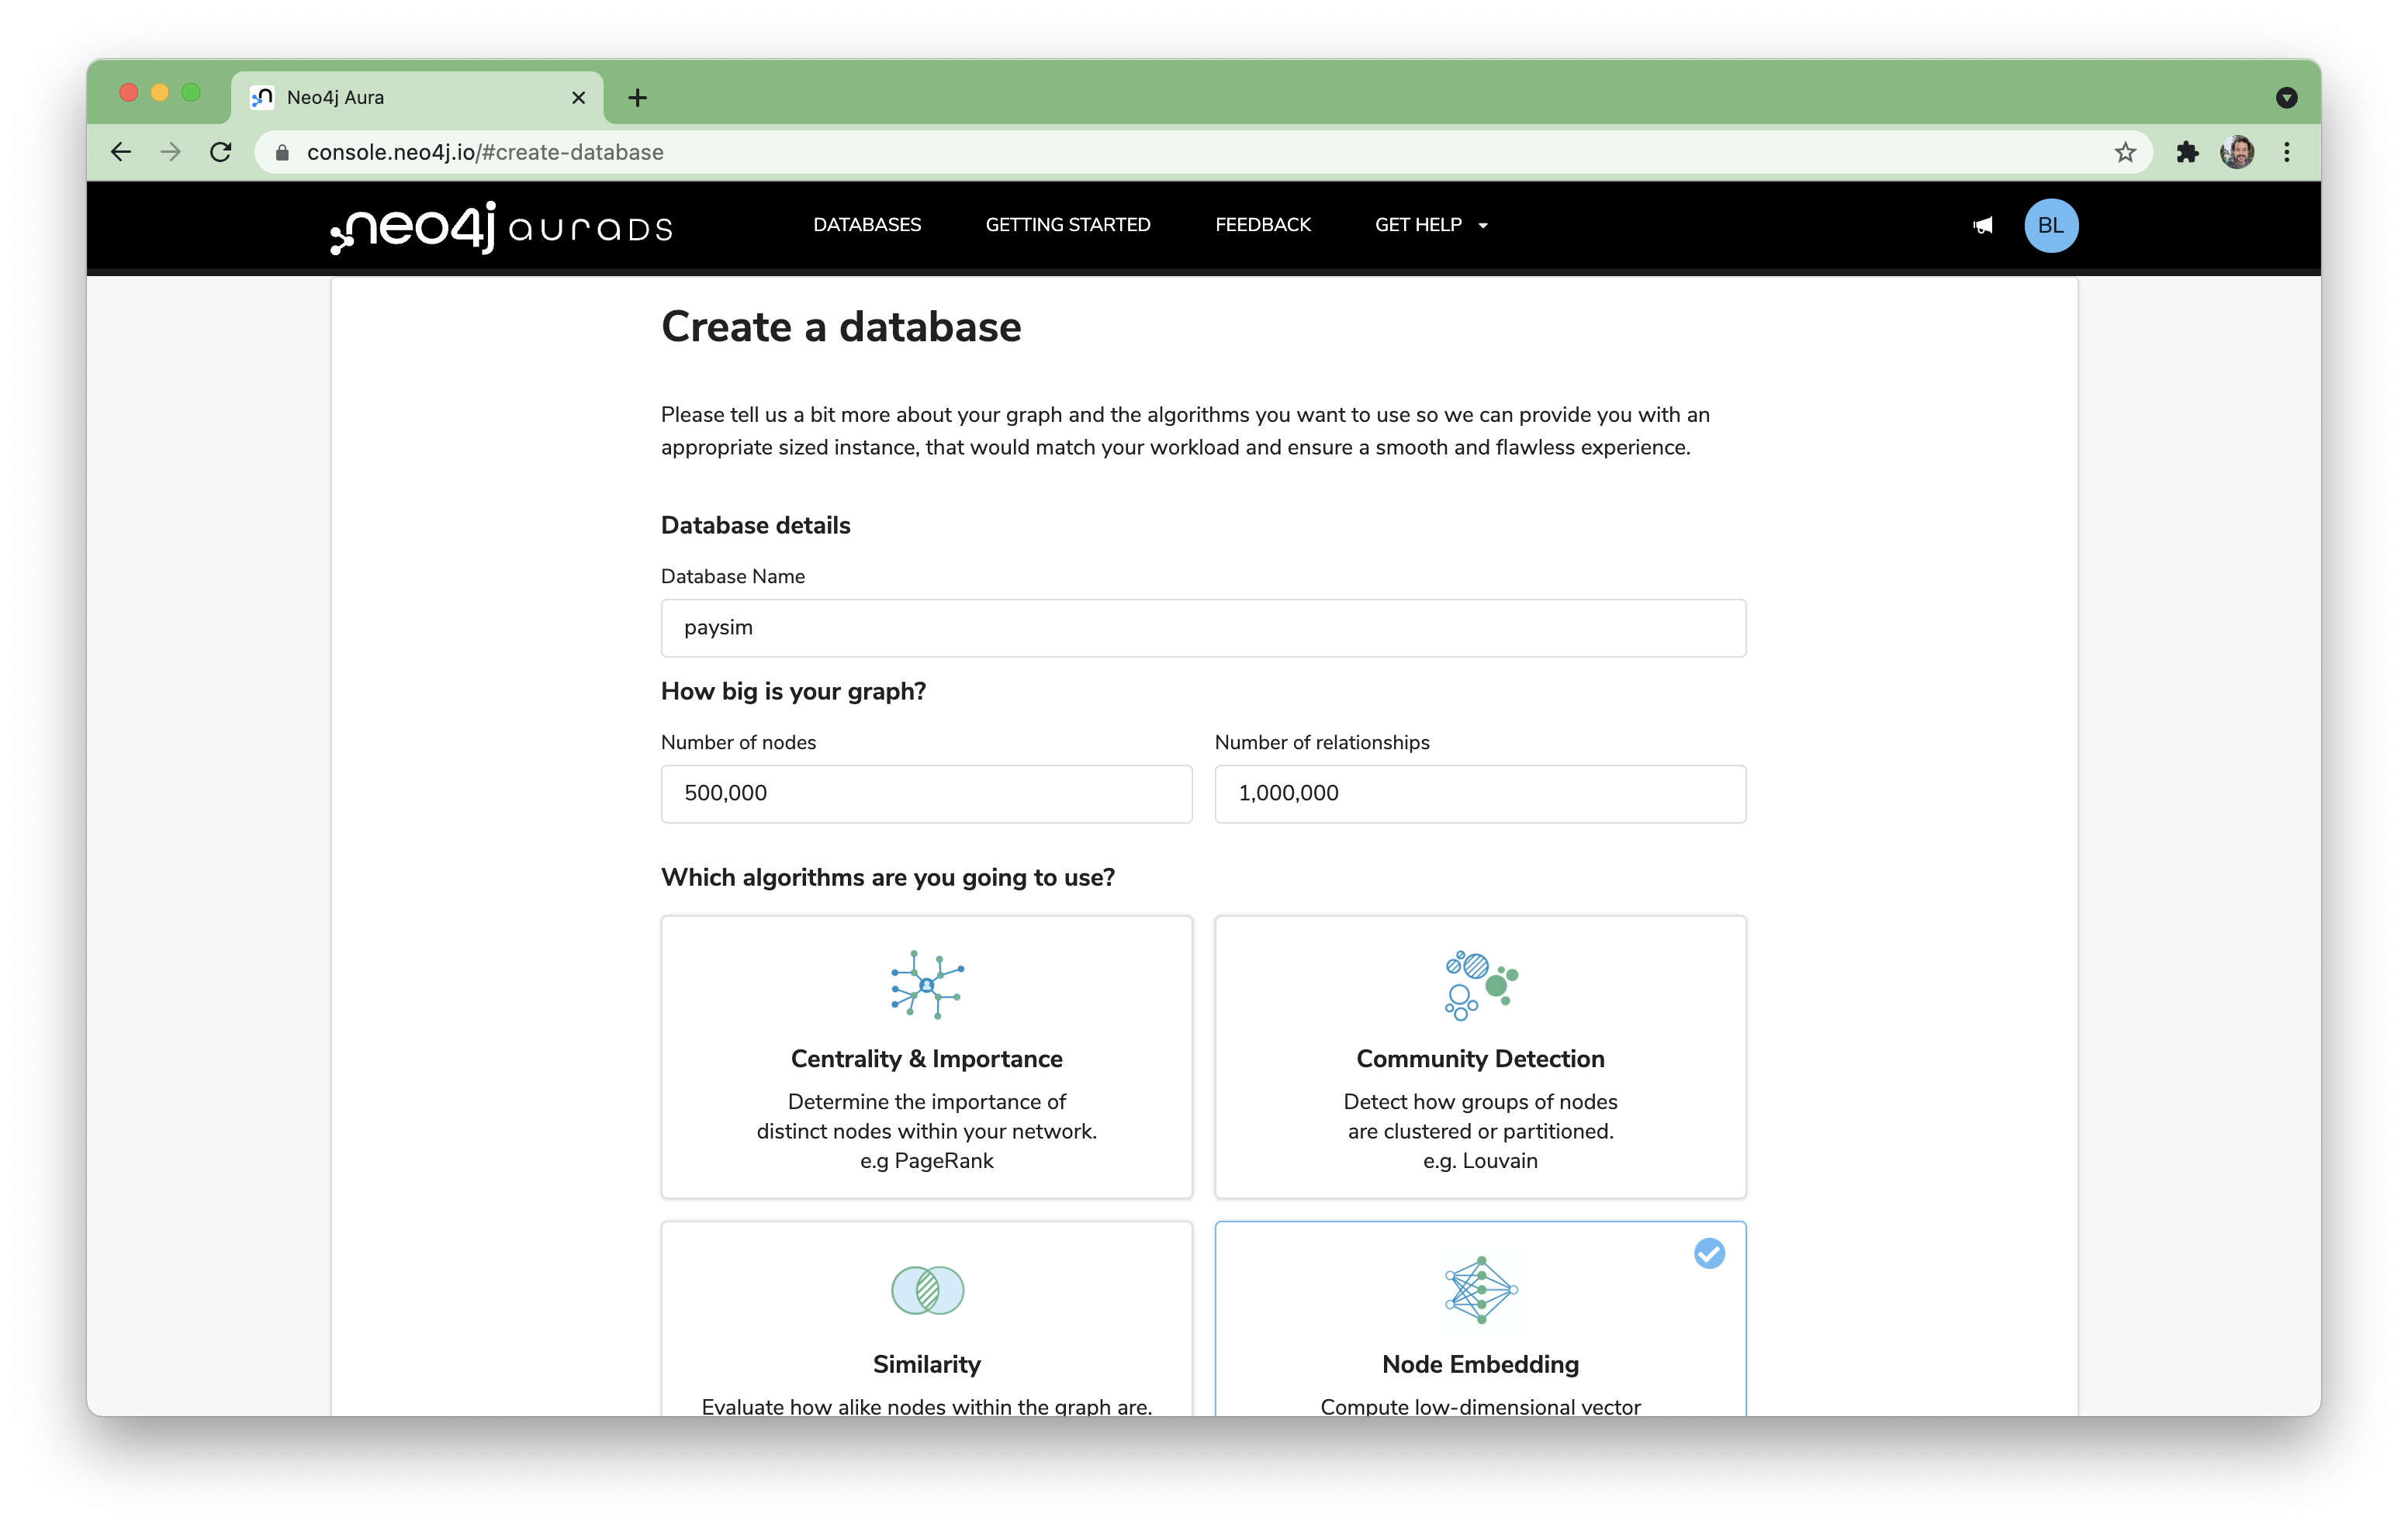 Neo4j Aura
console.neo4j.io/#create-database
neo4j auraDS
DATABASES
GETTING STARTED
FEEDBACK
GET HELP
BL
Create a database
Please tell us a bit more about your graph and the algorithms you want to use so we can provide you with an
appropriate sized instance, that would match your workload and ensure a smooth and flawless experience.
Database details
Database Name
paysim
How big is your graph?
Number of nodes
Number of relationships
500,000
1,000,000
Which algorithms are you going to use?
Centrality & Importance
Determine the importance of
distinct nodes within your network.
e.g PageRank
Community Detection
Detect how groups of nodes
are clustered or partitioned.
e.g. Louvain
Similarity
Evaluate how alike nodes within the graph are.
Node Embedding
Compute low-dimensional vector